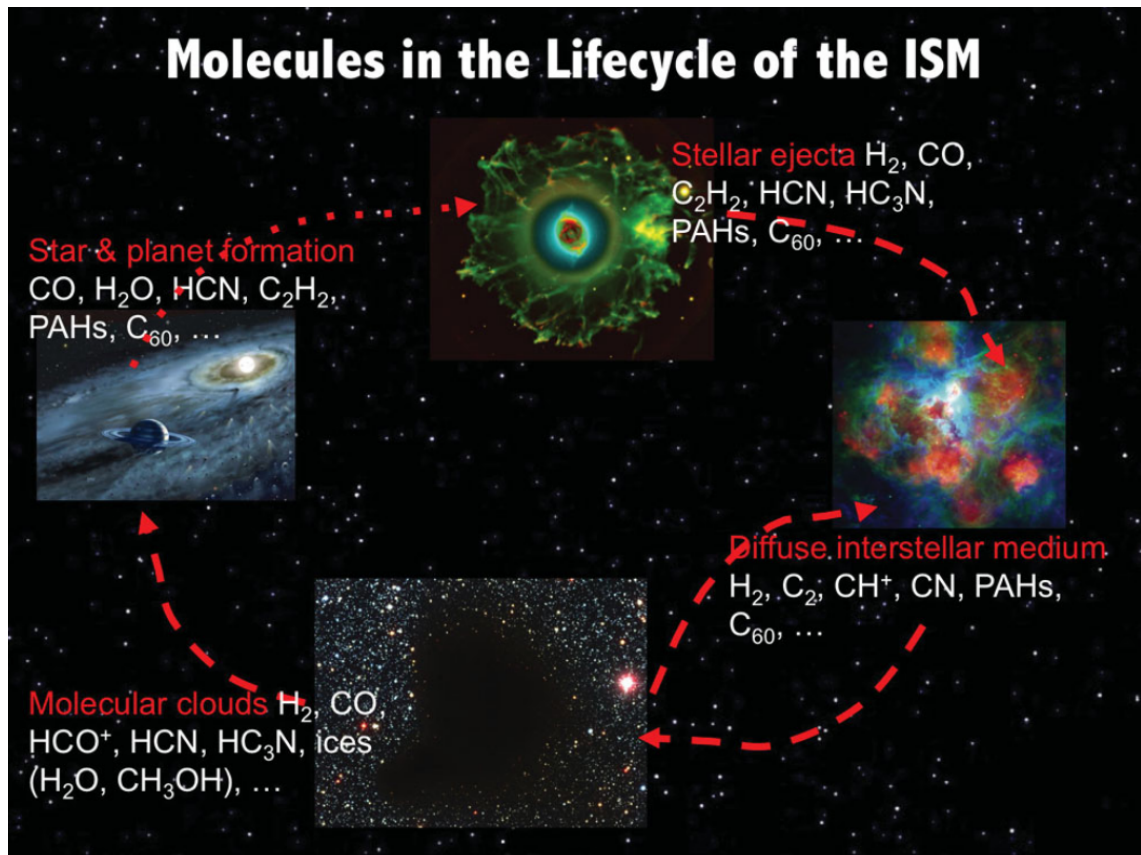 Molecules in the Lifecycle of the ISM
Stellar ejecta H₂, CO,
C₂H₂, HCN, HC₃N,
PAHs, C₆₀, …
Star & planet formation
CO, H₂O, HCN, C₂H₂,
PAHs, C₆₀, …
Diffuse interstellar medium
H₂, C₂, CH⁺, CN, PAHs,
C₆₀, …
Molecular clouds H₂, CO,
HCO⁺, HCN, HC₃N, ices
(H₂O, CH₃OH), …